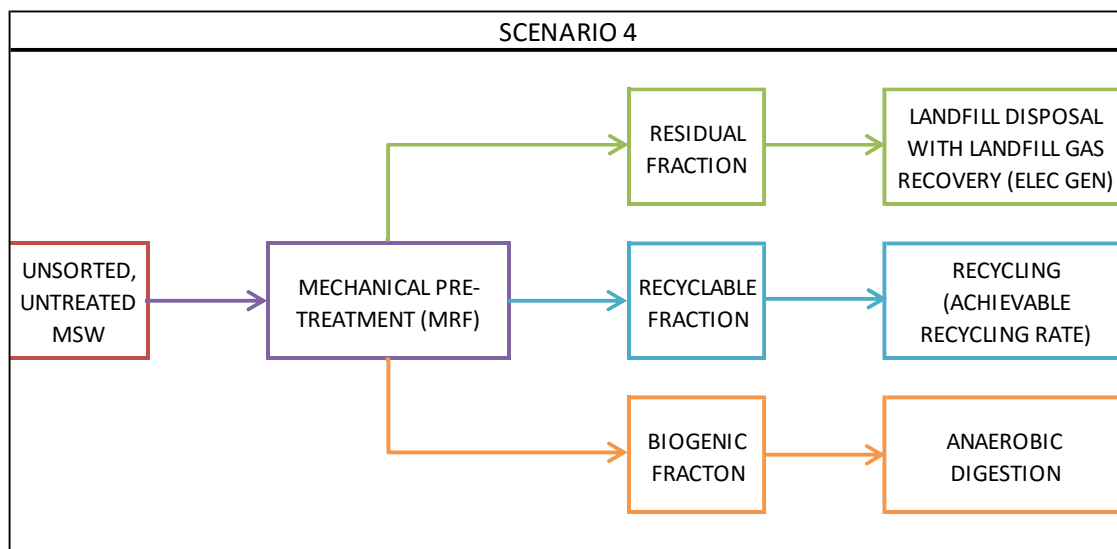 SCENARIO 4
RESIDUAL
FRACTION
LANDFILL DISPOSAL
WITH LANDFILL GAS
RECOVERY (ELEC GEN)
UNSORTED,
UNTREATED
MSW
MECHANICAL PRE-
TREATMENT (MRF)
RECYCLABLE
FRACTION
RECYCLING
(ACHIEVABLE
RECYCLING RATE)
BIOGENIC
FRACTON
ANAEROBIC
DIGESTION